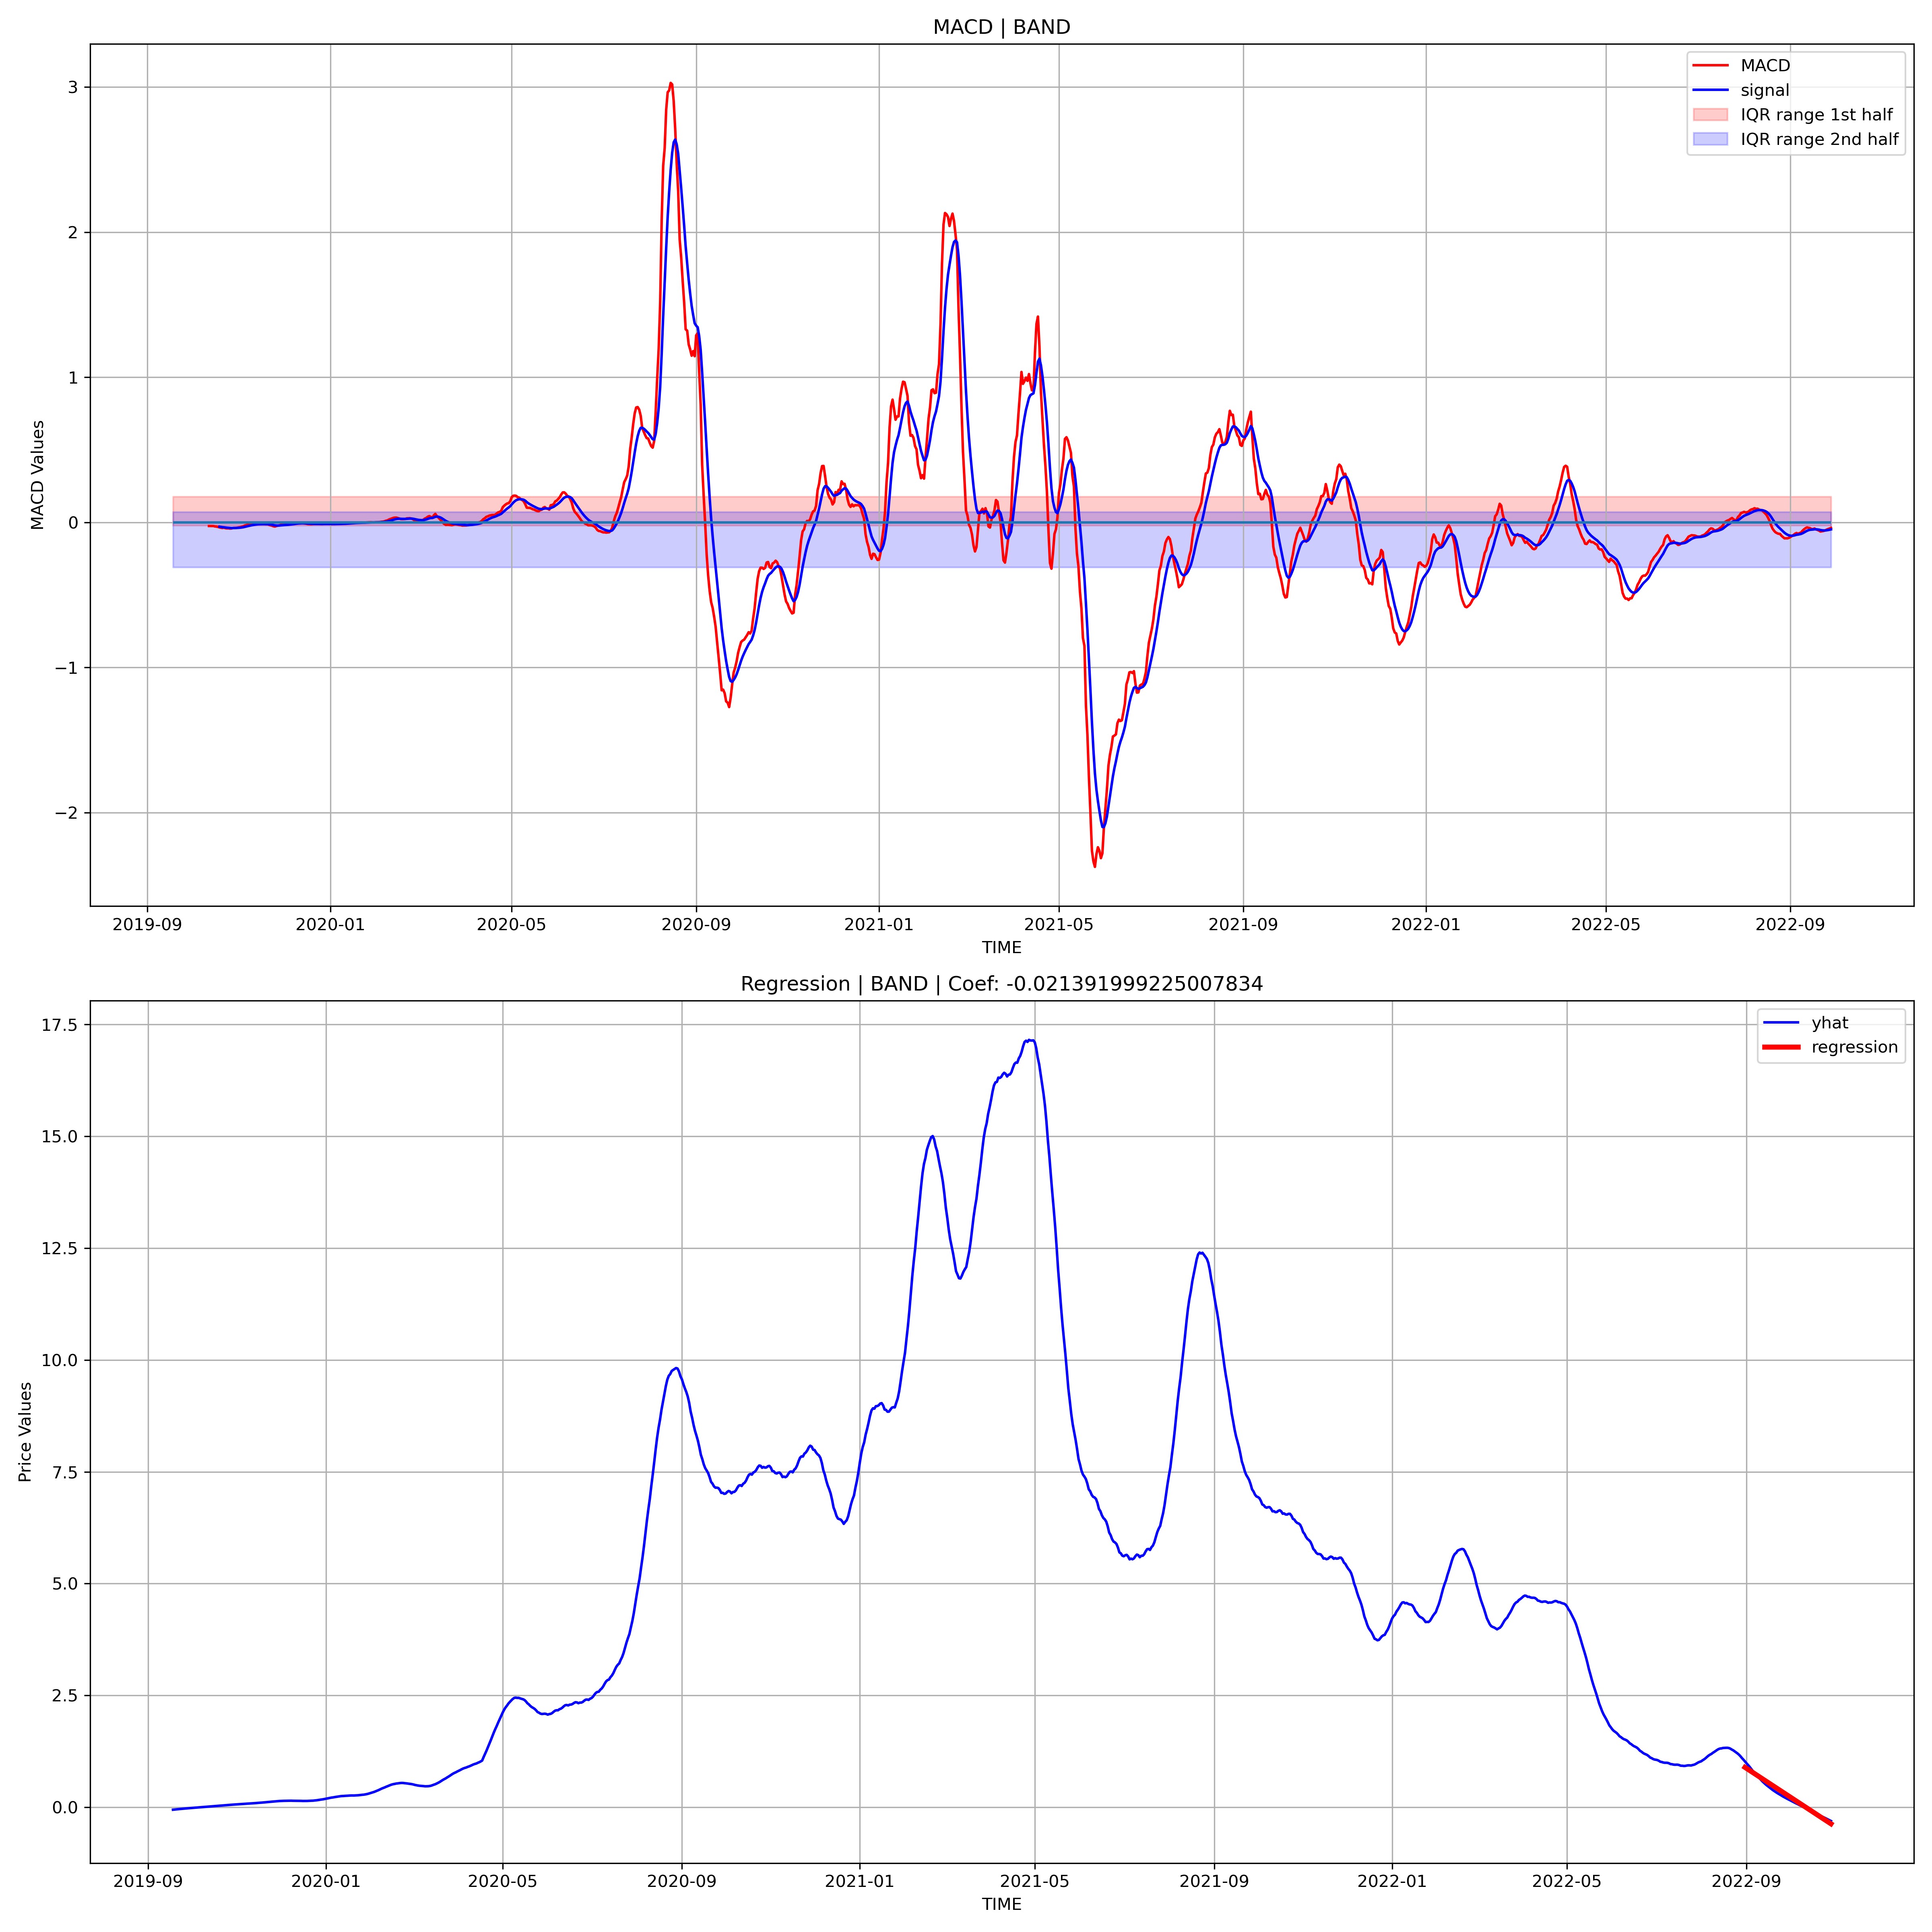 MACD | BAND
MACD
signal
IQR range 1st half
IQR range 2nd half
MACD Values
3
2
1
0
−1
−2
2019-09 2020-01 2020-05 2020-09 2021-01 2021-05 2021-09 2022-01 2022-05 2022-09
TIME
Regression | BAND | Coef: -0.021391999225007834
yhat
regression
Price Values
17.5
15.0
12.5
10.0
7.5
5.0
2.5
0.0
2019-09 2020-01 2020-05 2020-09 2021-01 2021-05 2021-09 2022-01 2022-05 2022-09
TIME